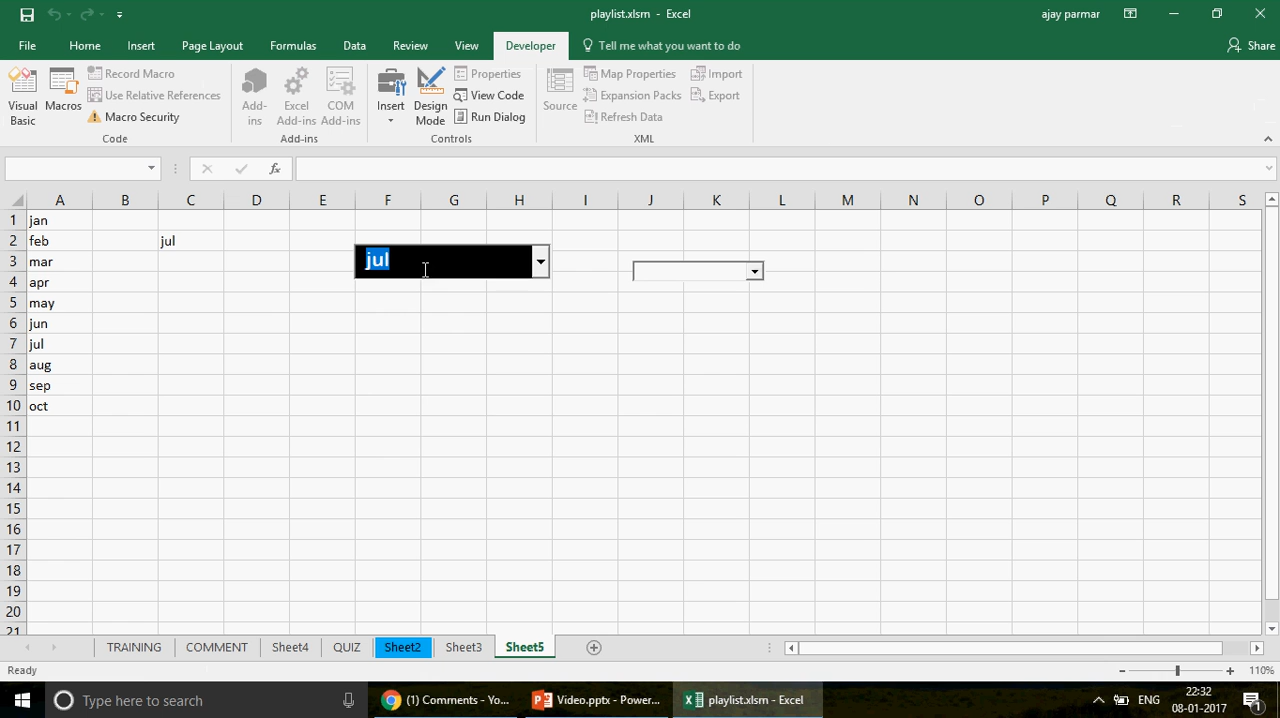 playlist.xlsm - Excel
ajay parmar
File Home Insert Page Layout Formulas Data Review View Developer Tell me what you want to do Share
Visual Basic
Macros
Record Macro
Use Relative References
Macro Security
Code
Add-ins
Excel Add-ins
COM Add-ins
Add-ins
Insert
Design Mode
Properties
View Code
Run Dialog
Controls
Source
Map Properties
Expansion Packs
Refresh Data
Import
Export
XML
fx
A B C D E F G H I J K L M N O P Q R S
1 jan
2 feb jul
3 mar jul
4 apr
5 may
6 jun
7 jul
8 aug
9 sep
10 oct
11
12
13
14
15
16
17
18
19
20
21
TRAINING COMMENT Sheet4 QUIZ Sheet2 Sheet3 Sheet5
Ready
110%
Type here to search
(1) Comments - Yo...
Video.pptx - Power...
playlist.xlsm - Excel
ENG
22:32
08-01-2017
1